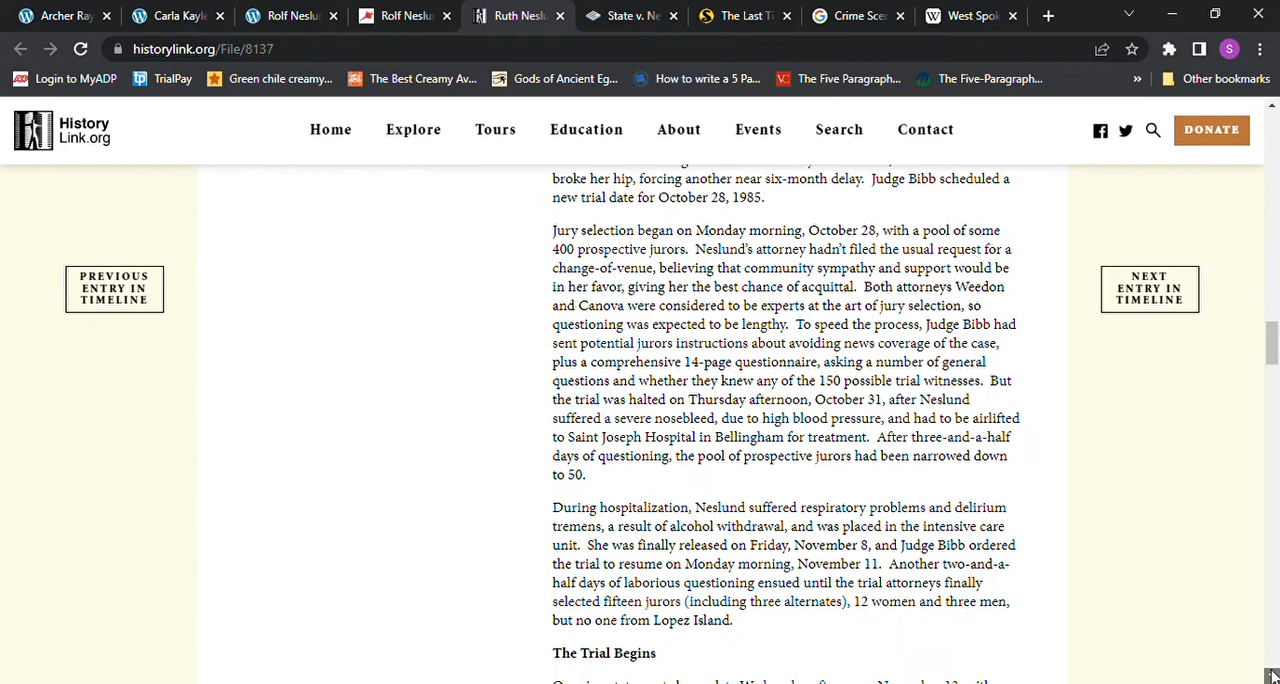 Archer Ray
Carla Kayle
Rolf Neslun
Rolf Neslun
Ruth Neslu
State v. Ne
The Last Ti
Crime Scen
West Spok
historylink.org/File/8137
S
Login to MyADP
TrialPay
Green chile creamy...
The Best Creamy Av...
Gods of Ancient Eg...
How to write a 5 Pa...
The Five Paragraph...
The Five-Paragraph...
»
Other bookmarks
History
Link.org
Home
Explore
Tours
Education
About
Events
Search
Contact
DONATE
PREVIOUS
ENTRY IN
TIMELINE
broke her hip, forcing another near six-month delay. Judge Bibb scheduled a
new trial date for October 28, 1985.
Jury selection began on Monday morning, October 28, with a pool of some
400 prospective jurors. Neslund's attorney hadn't filed the usual request for a
change-of-venue, believing that community sympathy and support would be
in her favor, giving her the best chance of acquittal. Both attorneys Weedon
and Canova were considered to be experts at the art of jury selection, so
questioning was expected to be lengthy. To speed the process, Judge Bibb had
sent potential jurors instructions about avoiding news coverage of the case,
plus a comprehensive 14-page questionnaire, asking a number of general
questions and whether they knew any of the 150 possible trial witnesses. But
the trial was halted on Thursday afternoon, October 31, after Neslund
suffered a severe nosebleed, due to high blood pressure, and had to be airlifted
to Saint Joseph Hospital in Bellingham for treatment. After three-and-a-half
days of questioning, the pool of prospective jurors had been narrowed down
to 50.
During hospitalization, Neslund suffered respiratory problems and delirium
tremens, a result of alcohol withdrawal, and was placed in the intensive care
unit. She was finally released on Friday, November 8, and Judge Bibb ordered
the trial to resume on Monday morning, November 11. Another two-and-a-
half days of laborious questioning ensued until the trial attorneys finally
selected fifteen jurors (including three alternates), 12 women and three men,
but no one from Lopez Island.
The Trial Begins
NEXT
ENTRY IN
TIMELINE